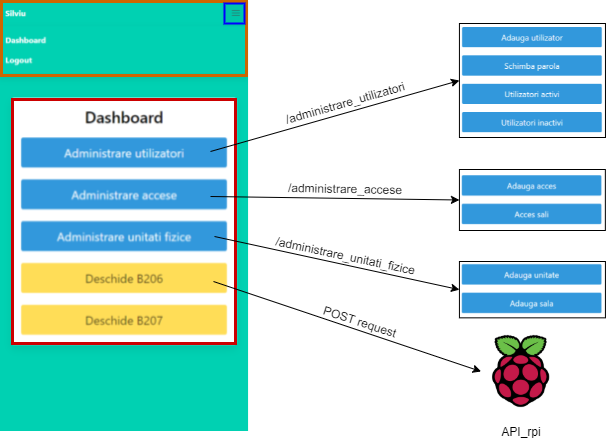 Silviu
Dashboard
Logout
Dashboard
Administrare utilizatori
Administrare accese
Administrare unitati fizice
Deschide B206
Deschide B207
/administrare_utilizatori
/administrare_accese
/administrare_unitati_fizice
POST request
Adauga utilizator
Schimba parola
Utilizatori activi
Utilizatori inactivi
Adauga acces
Acces sali
Adauga unitate
Adauga sala
API_rpi